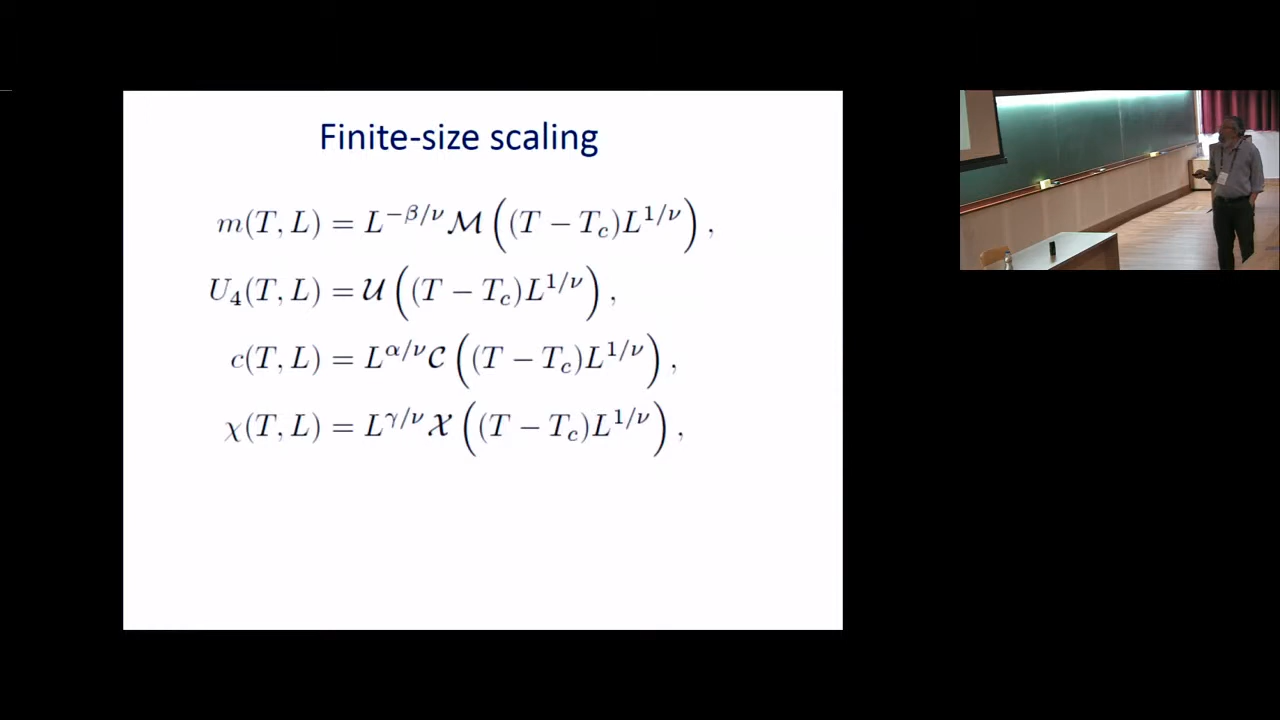 Finite-size scaling
m(T, L) = L^{−β/ν} ℳ ((T − T_c)L^{1/ν}) ,
U_4(T, L) = 𝒰 ((T − T_c)L^{1/ν}) ,
c(T, L) = L^{α/ν} 𝒞 ((T − T_c)L^{1/ν}) ,
χ(T, L) = L^{γ/ν} 𝒳 ((T − T_c)L^{1/ν}) ,